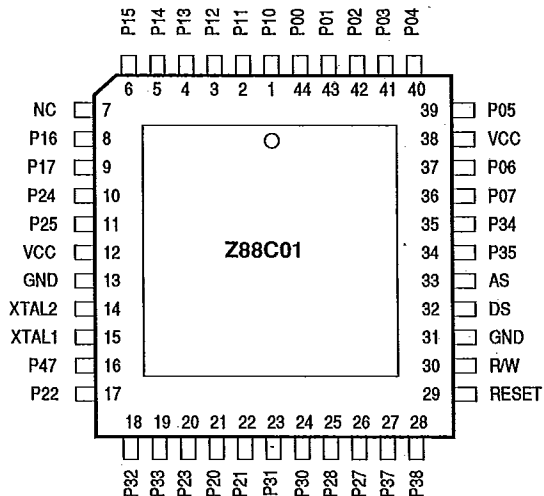 P15 P14 P13 P12 P11 P10 P00 P01 P02 P03 P04
6 5 4 3 2 1 44 43 42 41 40
NC 7 39 P05
P16 8 38 VCC
P17 9 37 P06
P24 10 36 P07
P25 11 35 P34
VCC 12 Z88C01 34 P35
GND 13 33 AS
XTAL2 14 32 DS
XTAL1 15 31 GND
P47 16 30 R/W
P22 17 29 RESET
18 19 20 21 22 23 24 25 26 27 28
P32 P33 P23 P20 P21 P31 P30 P28 P27 P37 P38